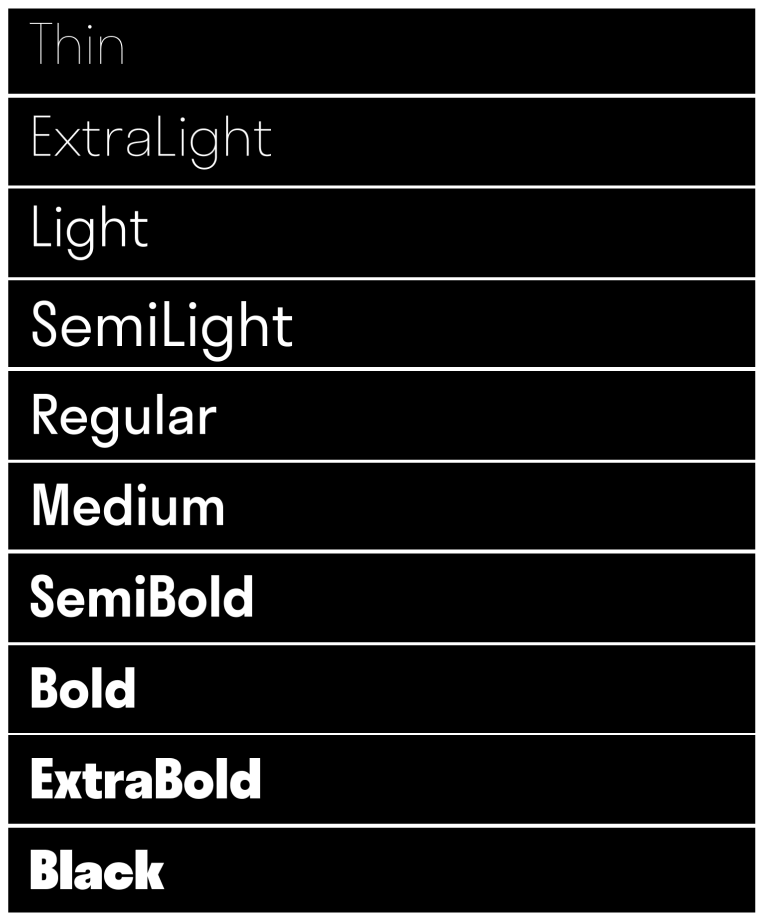 Thin
ExtraLight
Light
SemiLight
Regular
Medium
SemiBold
Bold
ExtraBold
Black